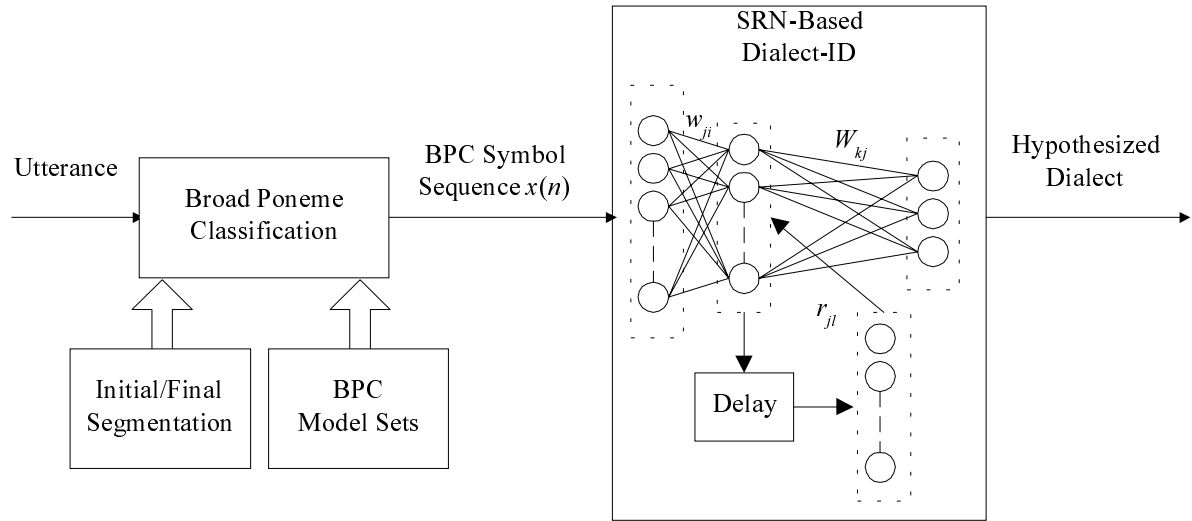 SRN-Based
Dialect-ID
Utterance
Broad Poneme
Classification
BPC Symbol
Sequence x(n)
w_ji
W_kj
Hypothesized
Dialect
r_jl
Initial/Final
Segmentation
BPC
Model Sets
Delay